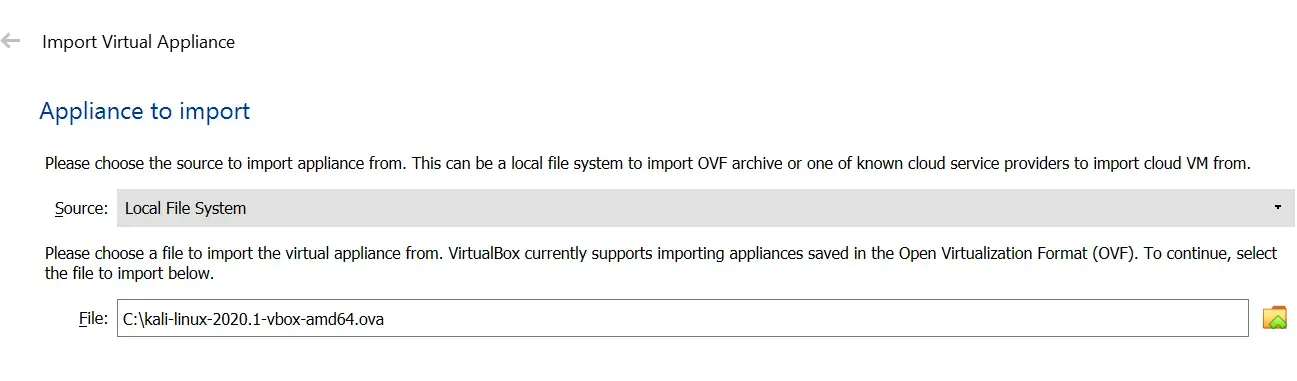 Import Virtual Appliance
Appliance to import
Please choose the source to import appliance from. This can be a local file system to import OVF archive or one of known cloud service providers to import cloud VM from.
Source: Local File System
Please choose a file to import the virtual appliance from. VirtualBox currently supports importing appliances saved in the Open Virtualization Format (OVF). To continue, select
the file to import below.
File: C:\kali-linux-2020.1-vbox-amd64.ova